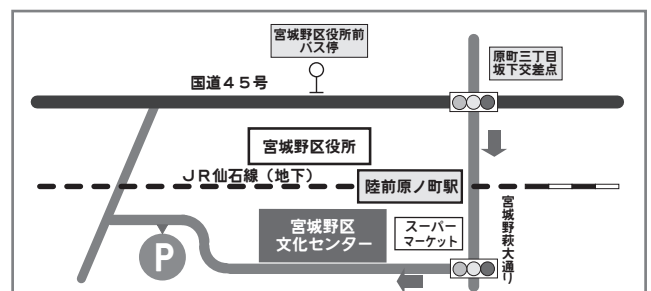 宮城野区役所前
バス停
原町三丁目
坂下交差点
国道４５号
宮城野区役所
ＪＲ仙石線（地下）
陸前原ノ町駅
宮城野区
文化センター
スーパー
マーケット
宮城野萩大通り
P